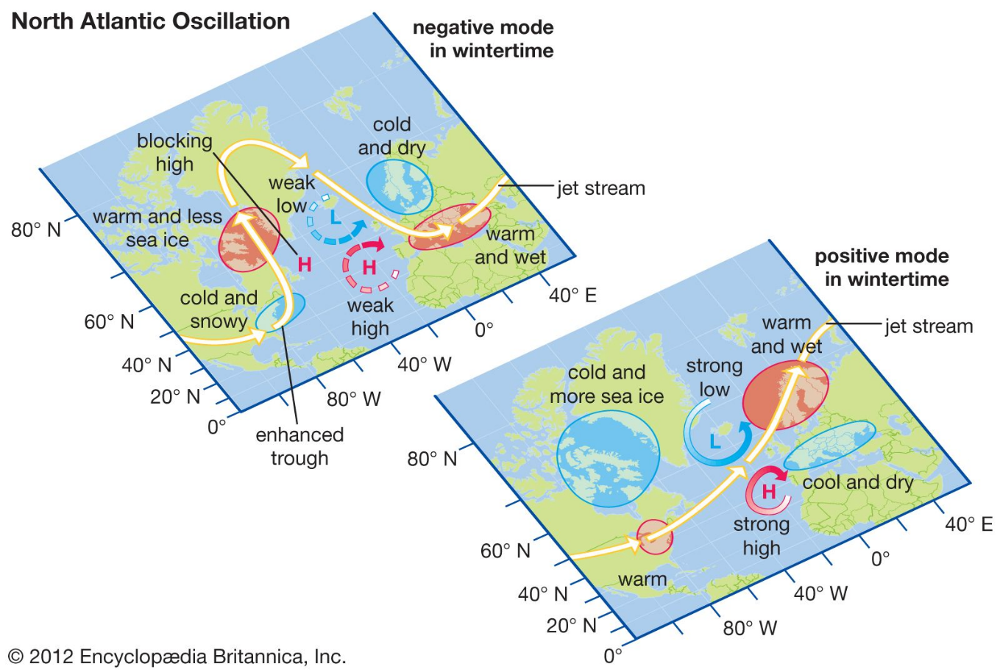 North Atlantic Oscillation
negative mode
in wintertime
cold
and dry
blocking
high
weak
low
L
jet stream
warm and less
sea ice
80° N
H
H
warm
and wet
cold and
snowy
weak
high
40° E
60° N
0°
40° N
40° W
20° N
80° W
0°
enhanced
trough
positive mode
in wintertime
warm
and wet
jet stream
cold and
more sea ice
strong
low
L
80° N
H
cool and dry
strong
high
40° E
60° N
0°
warm
40° N
40° W
20° N
80° W
0°
© 2012 Encyclopædia Britannica, Inc.